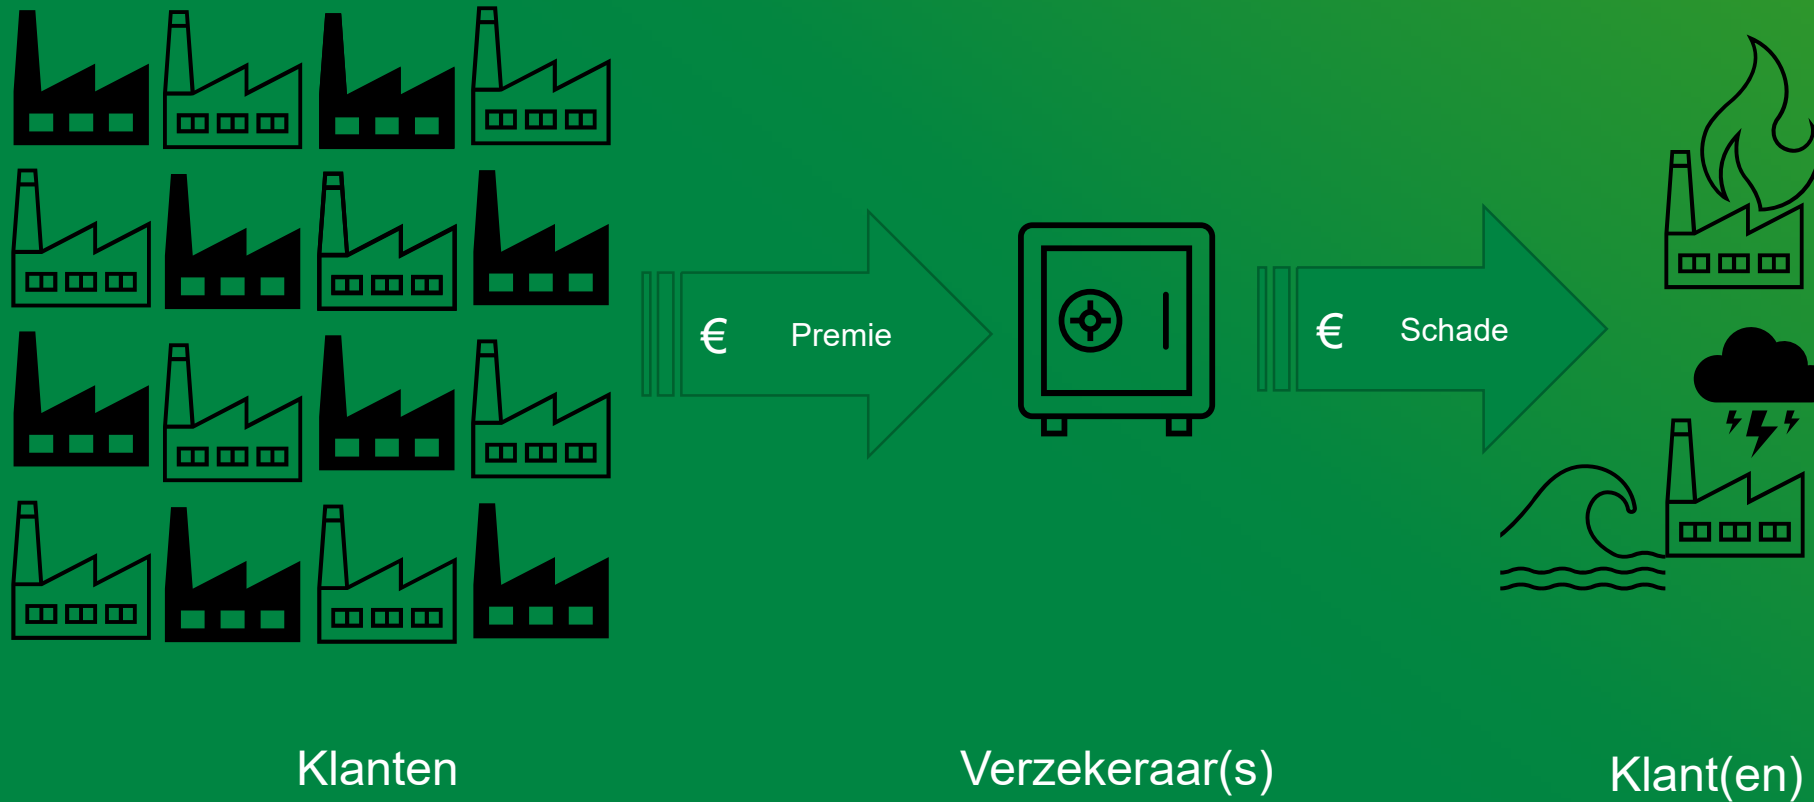 € Premie
€ Schade
Klanten
Verzekeraar(s)
Klant(en)